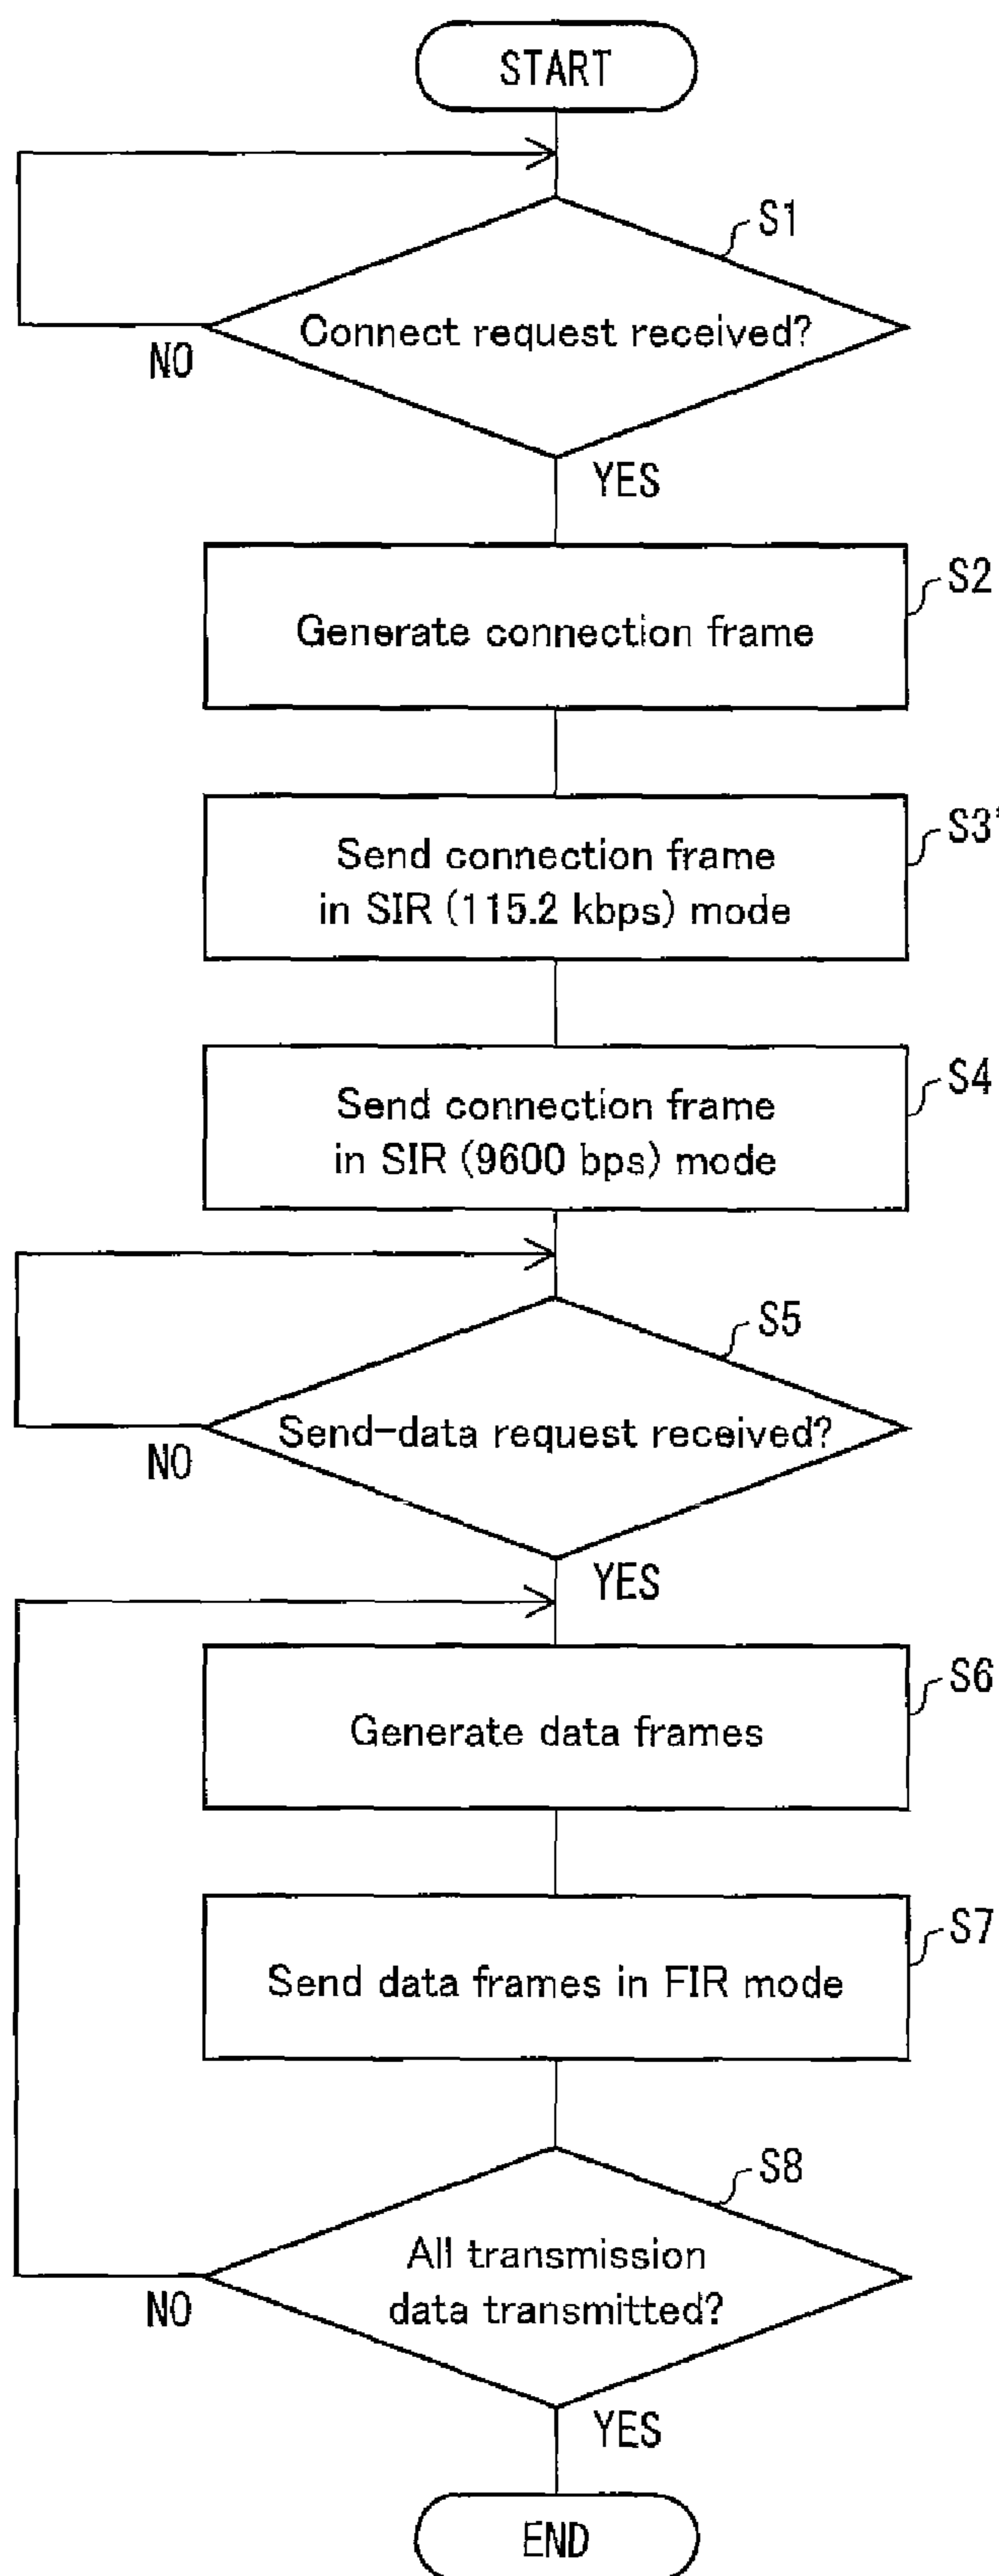 START
S1
Connect request received?
NO
YES
S2
Generate connection frame
S3'
Send connection frame
in SIR (115.2 kbps) mode
S4
Send connection frame
in SIR (9600 bps) mode
S5
Send-data request received?
NO
YES
S6
Generate data frames
S7
Send data frames in FIR mode
S8
All transmission
data transmitted?
NO
YES
END